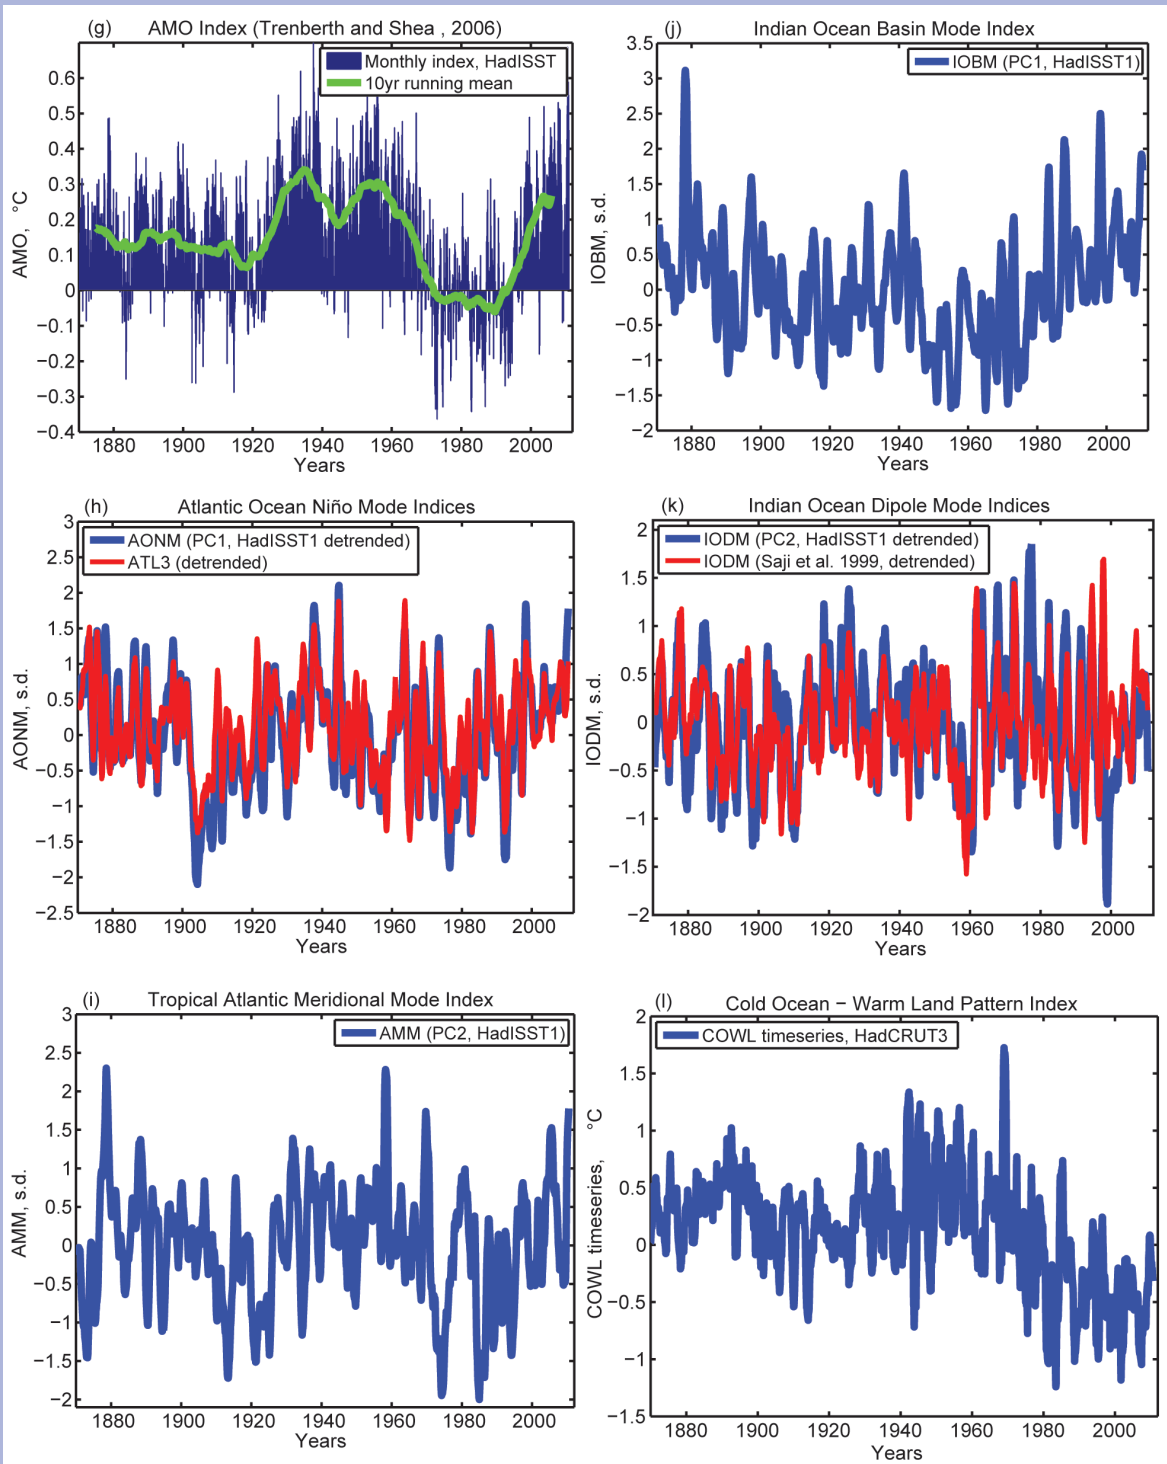 (g) AMO Index (Trenberth and Shea , 2006)
Monthly index, HadISST
10yr running mean
AMO, °C
0.6
0.5
0.4
0.3
0.2
0.1
0
−0.1
−0.2
−0.3
−0.4
1880 1900 1920 1940 1960 1980 2000
Years
(j) Indian Ocean Basin Mode Index
IOBM (PC1, HadISST1)
IOBM, s.d.
3.5
3
2.5
2
1.5
1
0.5
0
−0.5
−1
−1.5
−2
1880 1900 1920 1940 1960 1980 2000
Years
(h) Atlantic Ocean Niño Mode Indices
AONM (PC1, HadISST1 detrended)
ATL3 (detrended)
AONM, s.d.
3
2.5
2
1.5
1
0.5
0
−0.5
−1
−1.5
−2
−2.5
1880 1900 1920 1940 1960 1980 2000
Years
(k) Indian Ocean Dipole Mode Indices
IODM (PC2, HadISST1 detrended)
IODM (Saji et al. 1999, detrended)
IODM, s.d.
2
1.5
1
0.5
0
−0.5
−1
−1.5
−2
1880 1900 1920 1940 1960 1980 2000
Years
(i) Tropical Atlantic Meridional Mode Index
AMM (PC2, HadISST1)
AMM, s.d.
3
2.5
2
1.5
1
0.5
0
−0.5
−1
−1.5
−2
1880 1900 1920 1940 1960 1980 2000
Years
(l) Cold Ocean − Warm Land Pattern Index
COWL timeseries, HadCRUT3
COWL timeseries, °C
2
1.5
1
0.5
0
−0.5
−1
−1.5
1880 1900 1920 1940 1960 1980 2000
Years